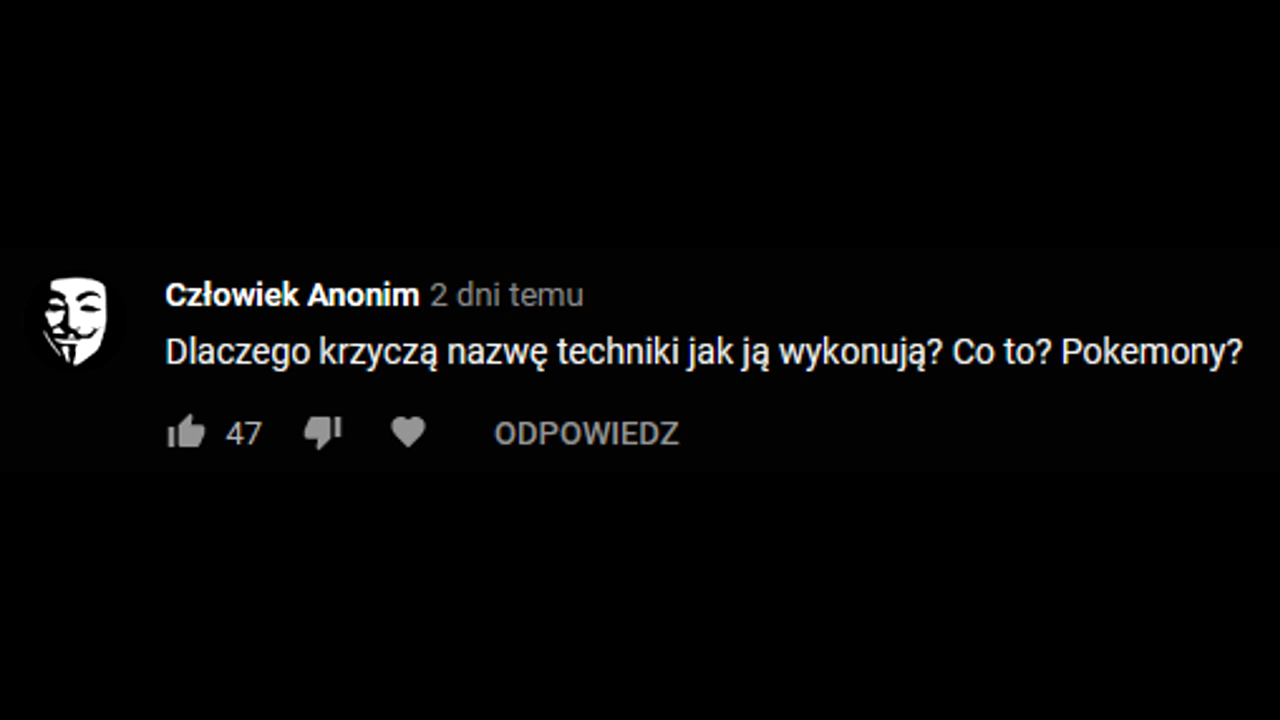 Człowiek Anonim 2 dni temu
Dlaczego krzyczą nazwę techniki jak ją wykonują? Co to? Pokemony?
47 ODPOWIEDZ